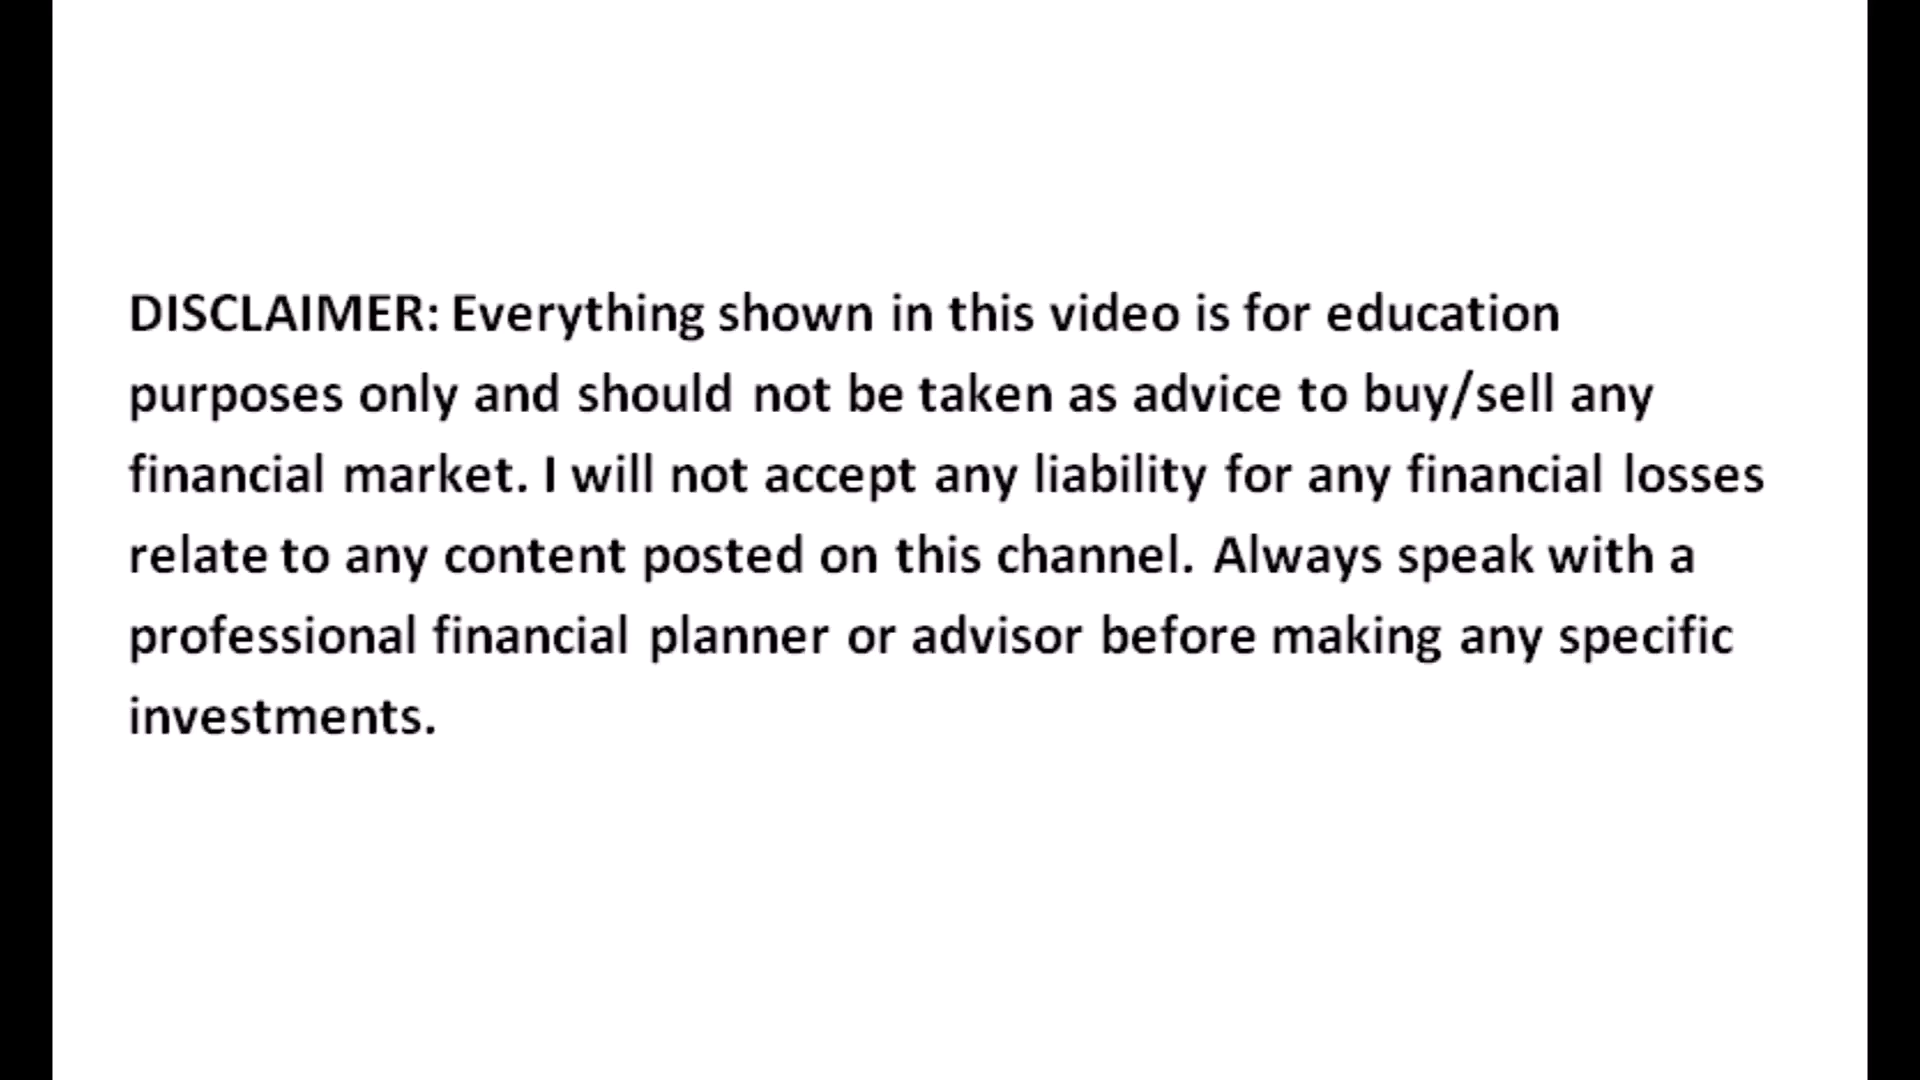 DISCLAIMER: Everything shown in this video is for education
purposes only and should not be taken as advice to buy/sell any
financial market. I will not accept any liability for any financial losses
relate to any content posted on this channel. Always speak with a
professional financial planner or advisor before making any specific
investments.